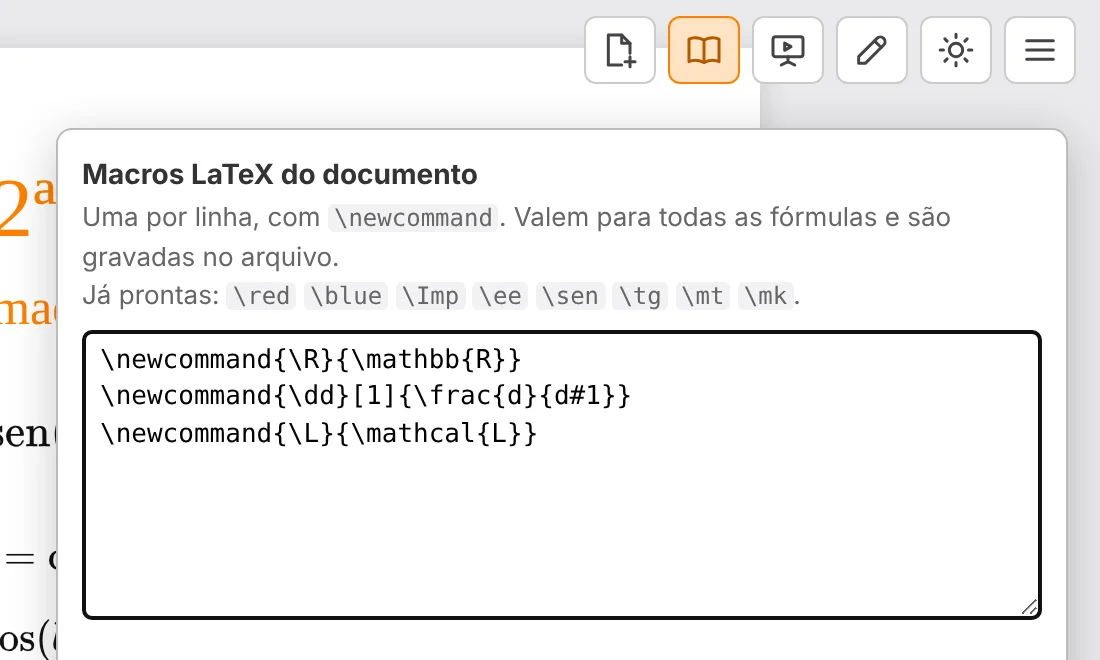 Macros LaTeX do documento
2ª
Uma por linha, com \newcommand. Valem para todas as fórmulas e são
gravadas no arquivo.
Já prontas: \red \blue \Imp \ee \sen \tg \mt \mk.
\newcommand{\R}{\mathbb{R}}
\newcommand{\dd}[1]{\frac{d}{d#1}}
\newcommand{\L}{\mathcal{L}}